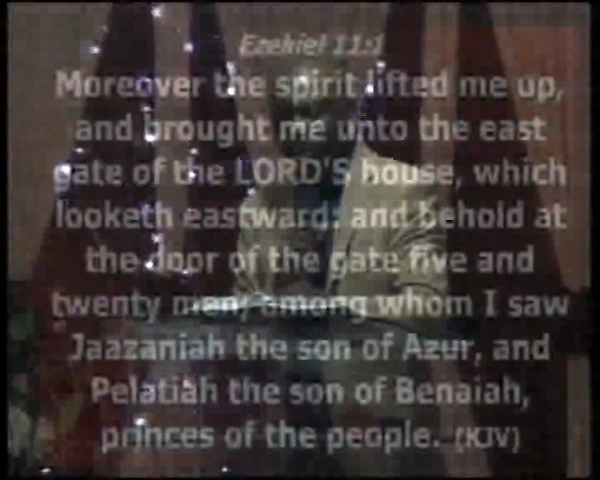 Ezekiel 11:1
Moreover the spirit lifted me up,
and brought me unto the east
gate of the LORD'S house, which
looketh eastward: and behold at
the door of the gate five and
twenty men; among whom I saw
Jaazaniah the son of Azur, and
Pelatiah the son of Benaiah,
princes of the people. (KJV)